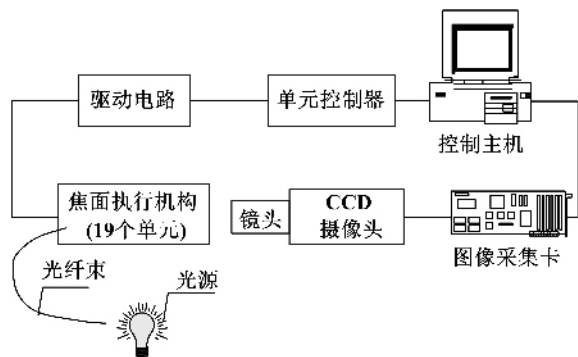 驱动电路
单元控制器
控制主机
焦面执行机构
(19个单元)
镜头
CCD
摄像头
图像采集卡
光纤束
光源